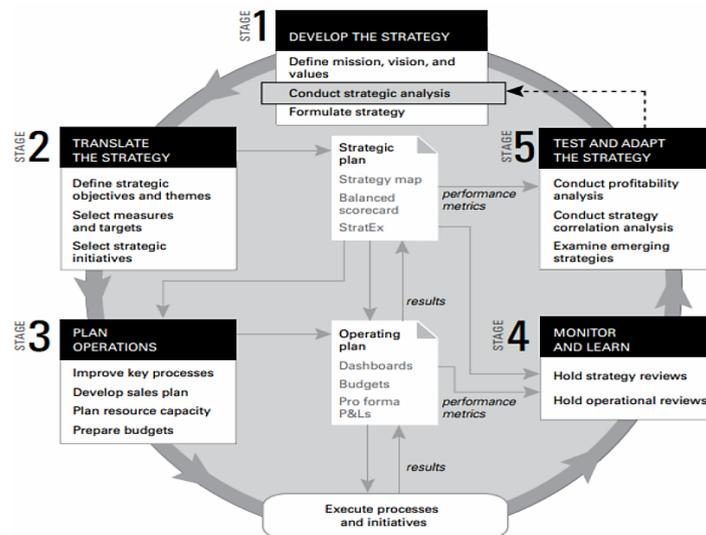 STAGE 1
DEVELOP THE STRATEGY
Define mission, vision, and
values
Conduct strategic analysis
Formulate strategy
STAGE 2
TRANSLATE
THE STRATEGY
Define strategic
objectives and themes
Select measures
and targets
Select strategic
initiatives
Strategic
plan
Strategy map
Balanced
scorecard
StratEx
performance
metrics
STAGE 5
TEST AND ADAPT
THE STRATEGY
Conduct profitability
analysis
Conduct strategy
correlation analysis
Examine emerging
strategies
results
STAGE 3
PLAN
OPERATIONS
Improve key processes
Develop sales plan
Plan resource capacity
Prepare budgets
Operating
plan
Dashboards
Budgets
Pro forma
P&Ls
performance
metrics
STAGE 4
MONITOR
AND LEARN
Hold strategy reviews
Hold operational reviews
results
Execute processes
and initiatives